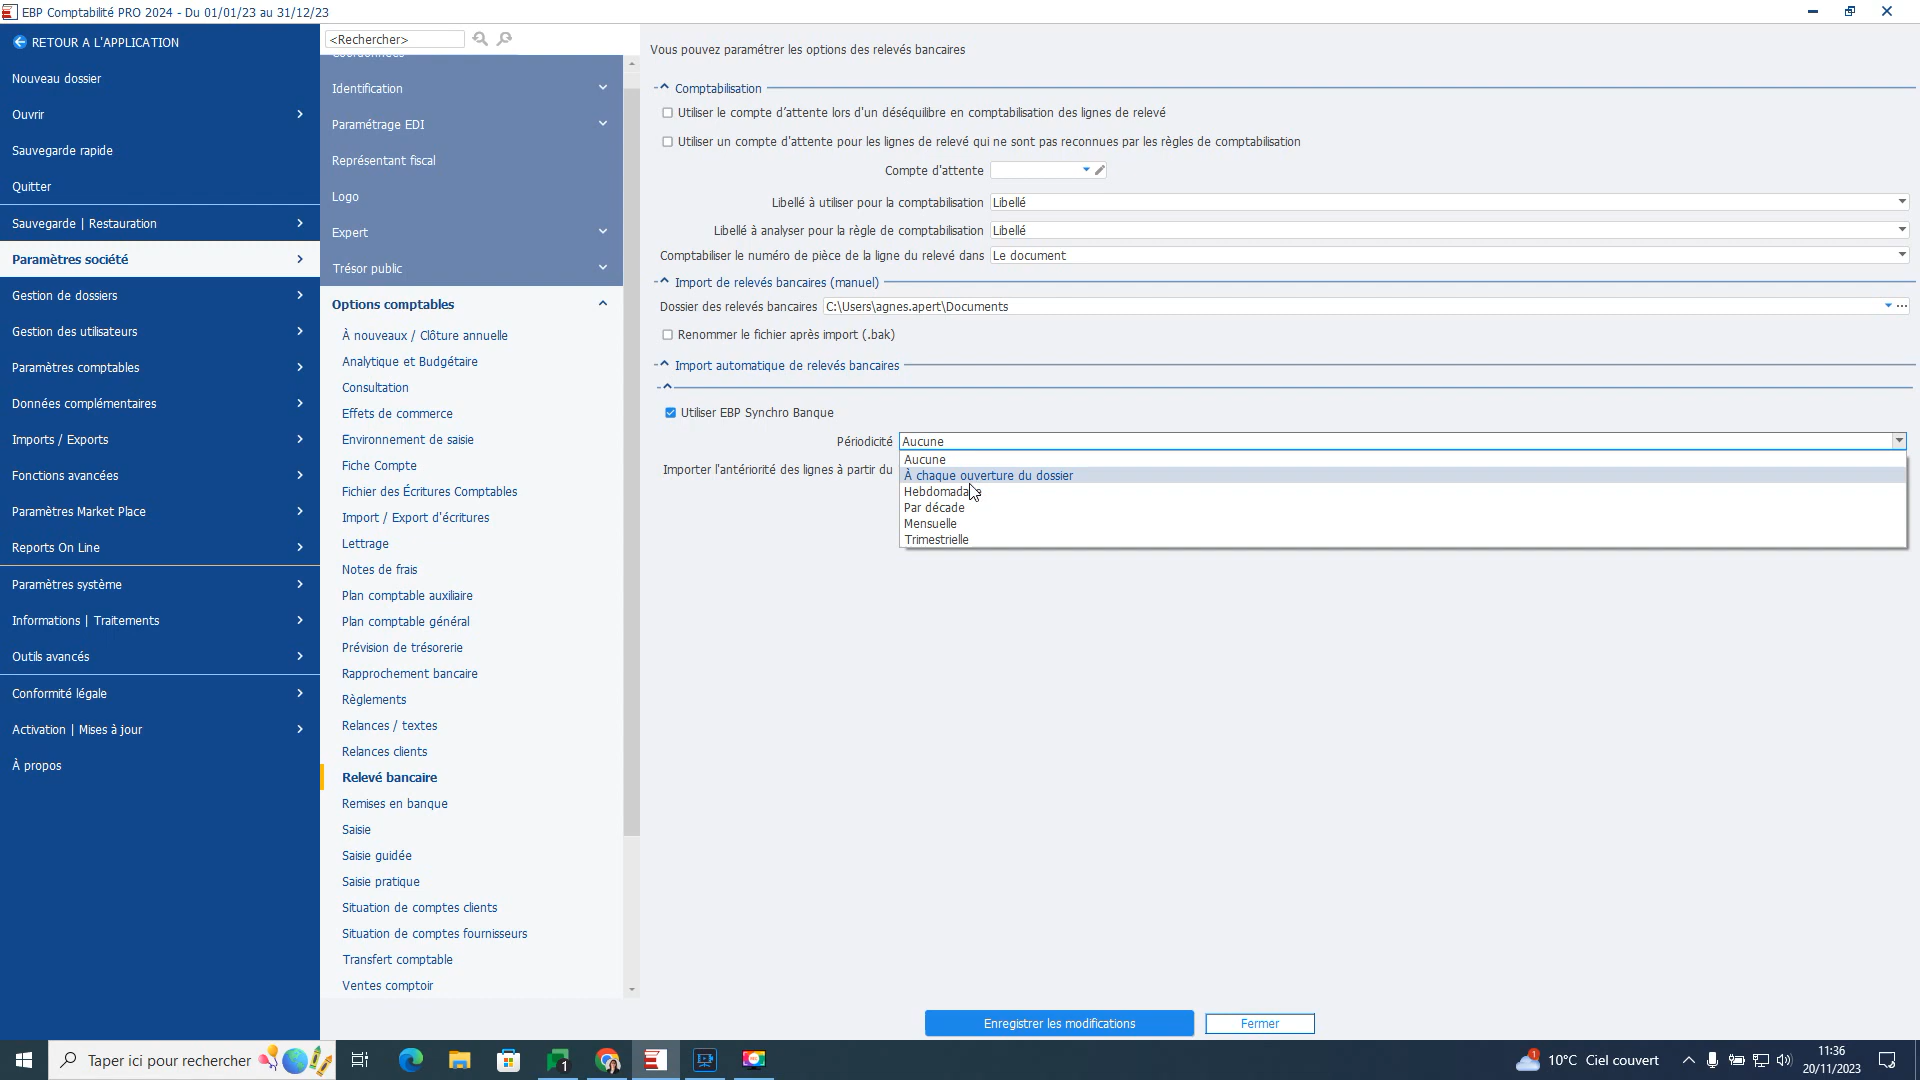 EBP Comptabilité PRO 2024 - Du 01/01/23 au 31/12/23
RETOUR A L'APPLICATION
Nouveau dossier
Ouvrir
Sauvegarde rapide
Quitter
Sauvegarde | Restauration
Paramètres société
Gestion de dossiers
Gestion des utilisateurs
Paramètres comptables
Données complémentaires
Imports / Exports
Fonctions avancées
Paramètres Market Place
Reports On Line
Paramètres système
Informations | Traitements
Outils avancés
Conformité légale
Activation | Mises à jour
À propos
<Rechercher>
Coordonnées
Identification
Paramétrage EDI
Représentant fiscal
Logo
Expert
Trésor public
Options comptables
À nouveaux / Clôture annuelle
Analytique et Budgétaire
Consultation
Effets de commerce
Environnement de saisie
Fiche Compte
Fichier des Écritures Comptables
Import / Export d'écritures
Lettrage
Notes de frais
Plan comptable auxiliaire
Plan comptable général
Prévision de trésorerie
Rapprochement bancaire
Règlements
Relances / textes
Relances clients
Relevé bancaire
Remises en banque
Saisie
Saisie guidée
Saisie pratique
Situation de comptes clients
Situation de comptes fournisseurs
Transfert comptable
Ventes comptoir
Vous pouvez paramétrer les options des relevés bancaires
Comptabilisation
Utiliser le compte d’attente lors d'un déséquilibre en comptabilisation des lignes de relevé
Utiliser un compte d'attente pour les lignes de relevé qui ne sont pas reconnues par les règles de comptabilisation
Compte d'attente
Libellé à utiliser pour la comptabilisation Libellé
Libellé à analyser pour la règle de comptabilisation Libellé
Comptabiliser le numéro de pièce de la ligne du relevé dans Le document
Import de relevés bancaires (manuel)
Dossier des relevés bancaires C:\Users\agnes.apert\Documents
Renommer le fichier après import (.bak)
Import automatique de relevés bancaires
Utiliser EBP Synchro Banque
Périodicité Aucune
Importer l'antériorité des lignes à partir du
Aucune
À chaque ouverture du dossier
Hebdomadaire
Par décade
Mensuelle
Trimestrielle
Enregistrer les modifications
Fermer
Taper ici pour rechercher
1
1
10°C Ciel couvert
11:36
20/11/2023